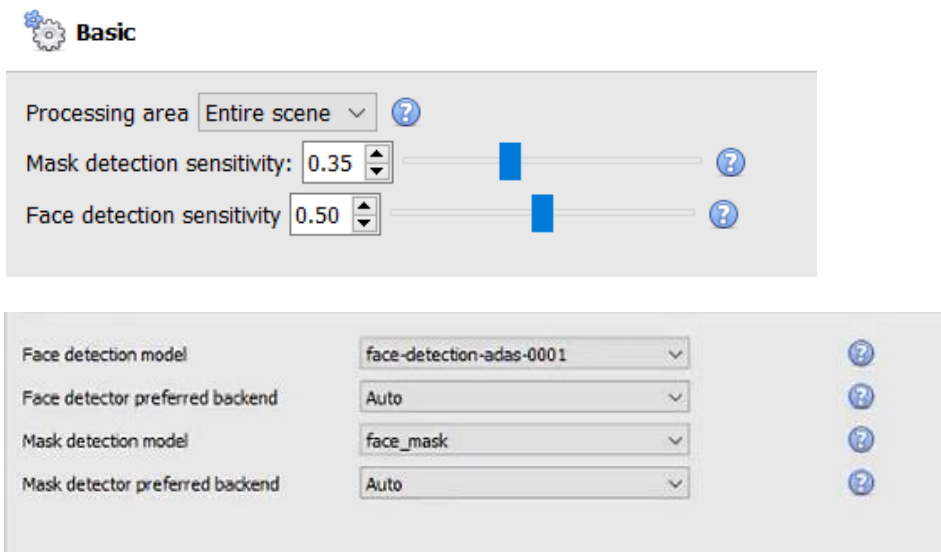 Basic
Processing area Entire scene
Mask detection sensitivity: 0.35
Face detection sensitivity 0.50
Face detection model face-detection-adas-0001
Face detector preferred backend Auto
Mask detection model face_mask
Mask detector preferred backend Auto